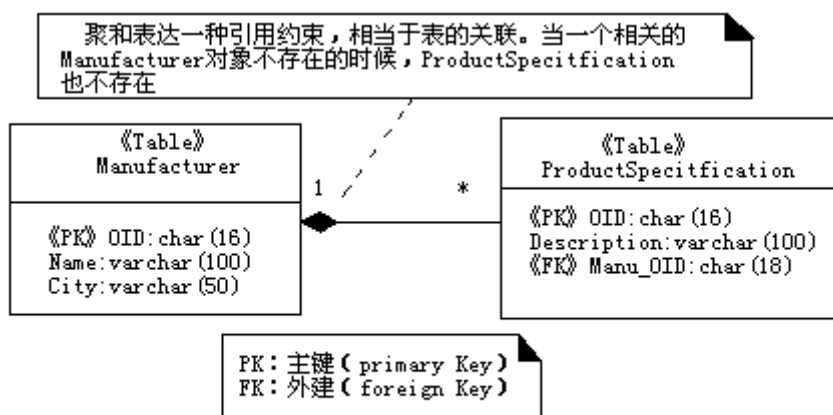 聚和表达一种引用约束，相当于表的关联。当一个相关的
Manufacturer对象不存在的时候，ProductSpecitfication
也不存在
《Table》
Manufacturer
《PK》 OID:char(16)
Name:varchar(100)
City:varchar(50)
1
*
《Table》
ProductSpecitfication
《PK》 OID:char(16)
Description:varchar(100)
《FK》 Manu_OID:char(18)
PK：主键( primary Key)
FK：外建( foreign Key)